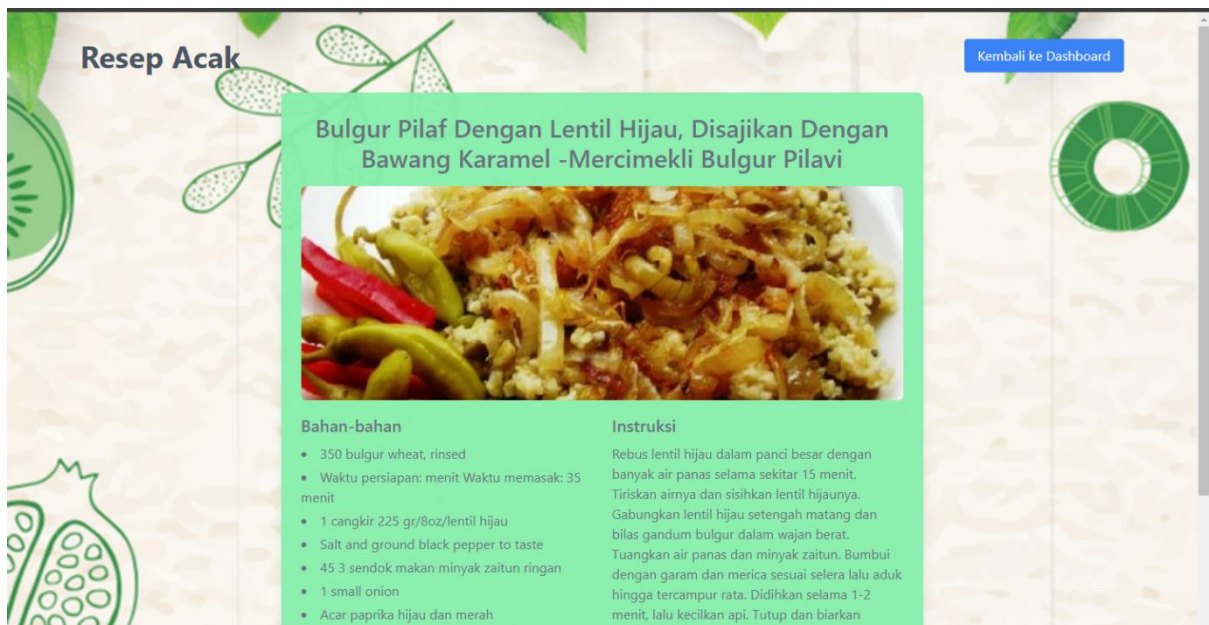 Resep Acak
Kembali ke Dashboard
Bulgur Pilaf Dengan Lentil Hijau, Disajikan Dengan
Bawang Karamel -Mercimekli Bulgur Pilavi
Bahan-bahan
• 350 bulgur wheat, rinsed
• Waktu persiapan: menit Waktu memasak: 35
menit
• 1 cangkir 225 gr/8oz/lentil hijau
• Salt and ground black pepper to taste
• 45 3 sendok makan minyak zaitun ringan
• 1 small onion
• Acar paprika hijau dan merah
Instruksi
Rebus lentil hijau dalam panci besar dengan
banyak air panas selama sekitar 15 menit.
Tiriskan airnya dan sisihkan lentil hijaunya.
Gabungkan lentil hijau setengah matang dan
bilas gandum bulgur dalam wajan berat.
Tuangkan air panas dan minyak zaitun. Bumbui
dengan garam dan merica sesuai selera lalu aduk
hingga tercampur rata. Didihkan selama 1-2
menit, lalu kecilkan api. Tutup dan biarkan